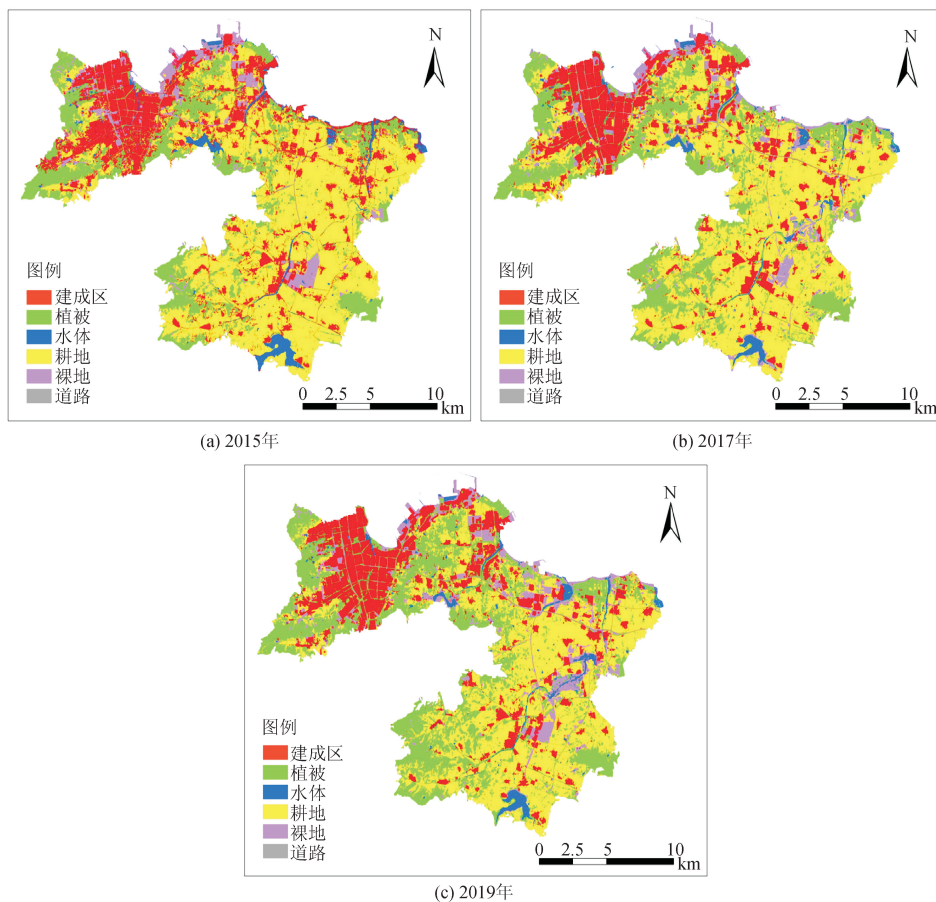 N
图例
建成区
植被
水体
耕地
裸地
道路
0 2.5 5 10
km
(a) 2015年
N
图例
建成区
植被
水体
耕地
裸地
道路
0 2.5 5 10
km
(b) 2017年
N
图例
建成区
植被
水体
耕地
裸地
道路
0 2.5 5 10
km
(c) 2019年